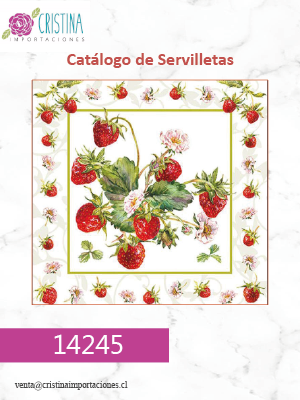 CRISTINA
IMPORTACIONES
Catálogo de Servilletas
14245
venta@cristinaimportaciones.cl